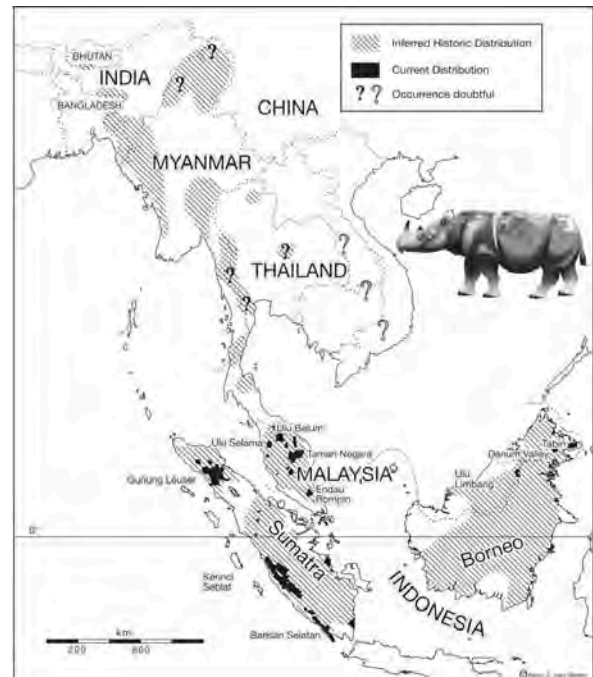 Inferred Historic Distribution
Current Distribution
? ? Occurrence doubtful
BHUTAN
INDIA
BANGLADESH
? ?
CHINA
MYANMAR
?
?
THAILAND
?
?
?
?
Ulu Belum
Ulu Selama
Taman Negara
Gunung Leuser
MALAYSIA
Endau
Rompin
Danum Valley
Tabin
Ulu
Limbang
0°
Sumatra
Borneo
INDONESIA
Kerinci
Seblat
Barisan Selatan
km
200